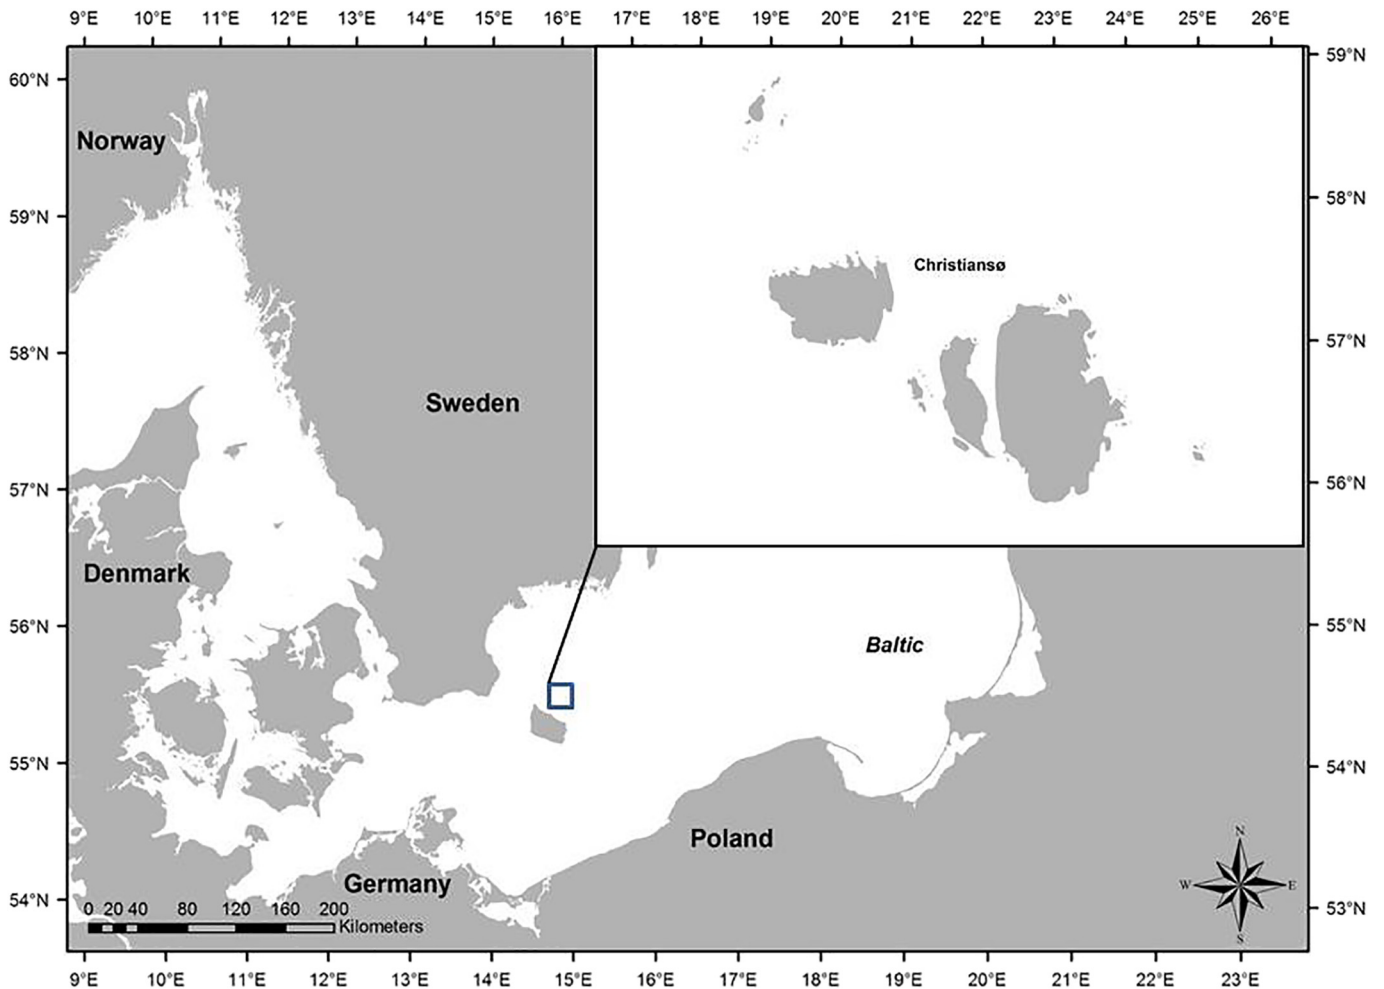 9°E 10°E 11°E 12°E 13°E 14°E 15°E 16°E 17°E 18°E 19°E 20°E 21°E 22°E 23°E 24°E 25°E 26°E
60°N
59°N
58°N
57°N
56°N
55°N
54°N
Norway
Sweden
Denmark
Christiansø
Baltic
Poland
Germany
0 20 40 80 120 160 200
Kilometers
N
W E
S
59°N
58°N
57°N
56°N
55°N
54°N
53°N
9°E 10°E 11°E 12°E 13°E 14°E 15°E 16°E 17°E 18°E 19°E 20°E 21°E 22°E 23°E